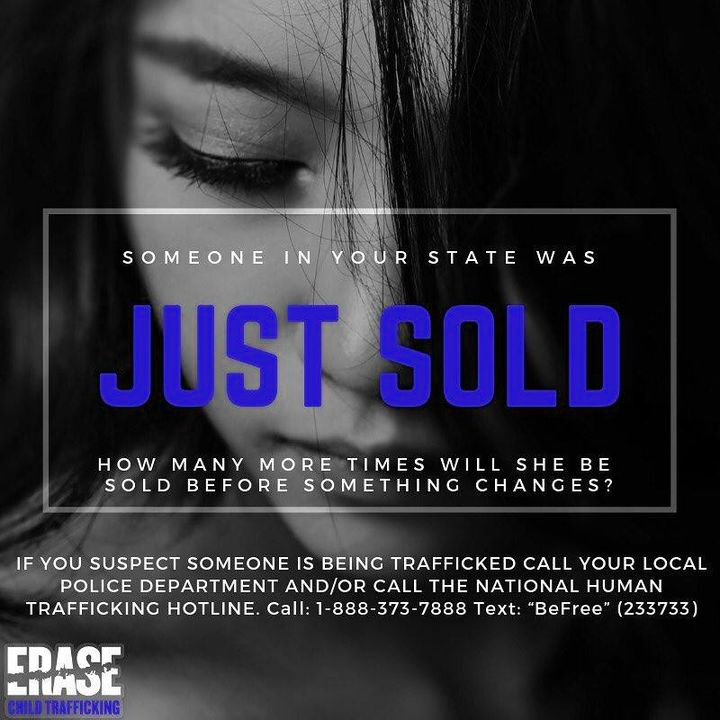 SOMEONE IN YOUR STATE WAS
JUST SOLD
HOW MANY MORE TIMES WILL SHE BE
SOLD BEFORE SOMETHING CHANGES?
IF YOU SUSPECT SOMEONE IS BEING TRAFFICKED CALL YOUR LOCAL
POLICE DEPARTMENT AND/OR CALL THE NATIONAL HUMAN
TRAFFICKING HOTLINE. Call: 1-888-373-7888 Text: “BeFree” (233733)
ERASE
CHILD TRAFFICKING